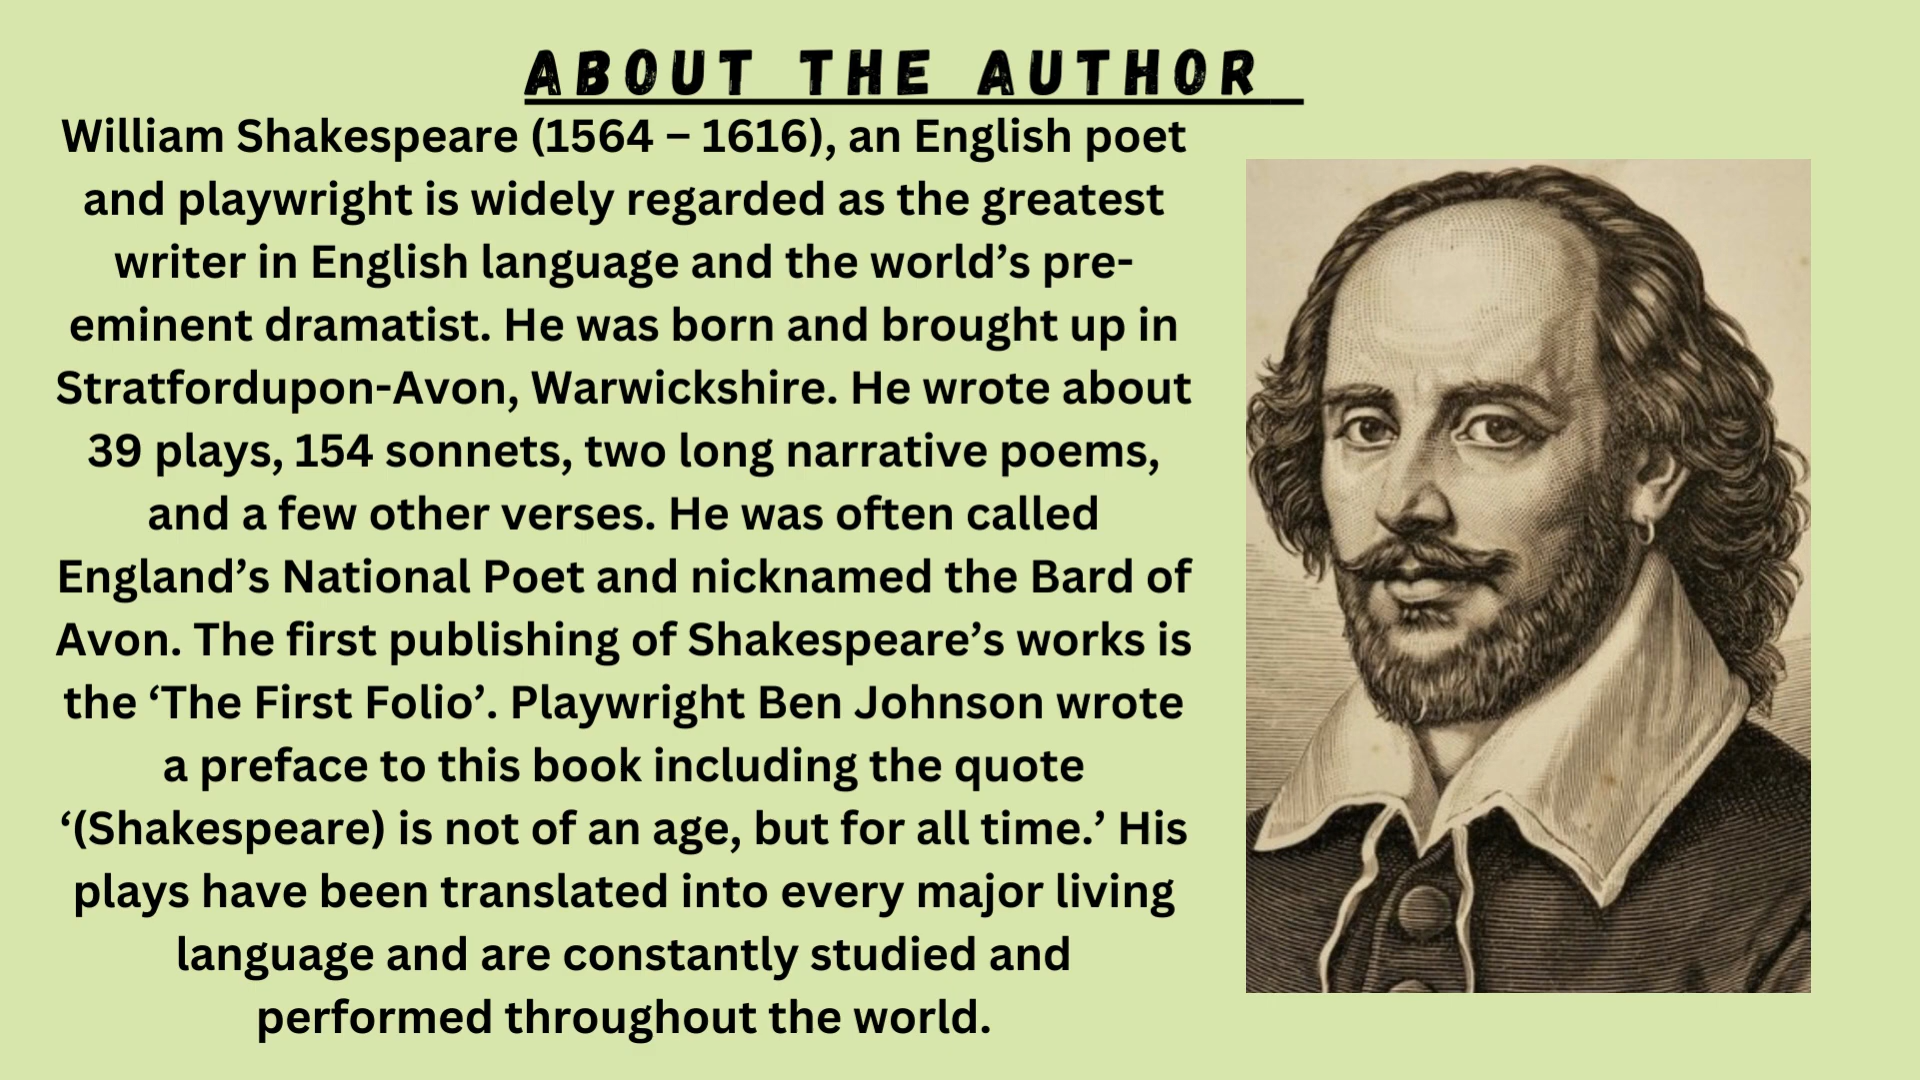 ABOUT THE AUTHOR
William Shakespeare (1564 – 1616), an English poet
and playwright is widely regarded as the greatest
writer in English language and the world’s pre-
eminent dramatist. He was born and brought up in
Stratfordupon-Avon, Warwickshire. He wrote about
39 plays, 154 sonnets, two long narrative poems,
and a few other verses. He was often called
England’s National Poet and nicknamed the Bard of
Avon. The first publishing of Shakespeare’s works is
the ‘The First Folio’. Playwright Ben Johnson wrote
a preface to this book including the quote
‘(Shakespeare) is not of an age, but for all time.’ His
plays have been translated into every major living
language and are constantly studied and
performed throughout the world.